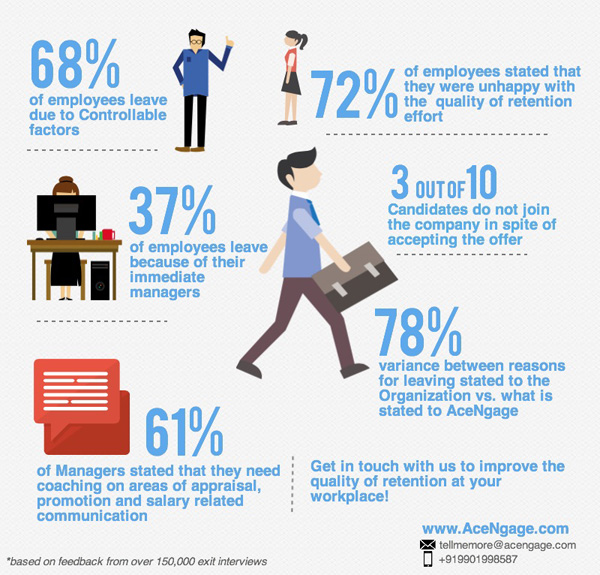 68%
of employees leave
due to Controllable
factors
72%
of employees stated that
they were unhappy with
the quality of retention
effort
37%
of employees leave
because of their
immediate
managers
3 OUT OF 10
Candidates do not join
the company in spite of
accepting the offer
78%
variance between reasons
for leaving stated to the
Organization vs. what is
stated to AceNgage
61%
of Managers stated that they need
coaching on areas of appraisal,
promotion and salary related
communication
Get in touch with us to improve the
quality of retention at your
workplace!
www.AceNgage.com
tellmemore@acengage.com
+919901998587
*based on feedback from over 150,000 exit interviews